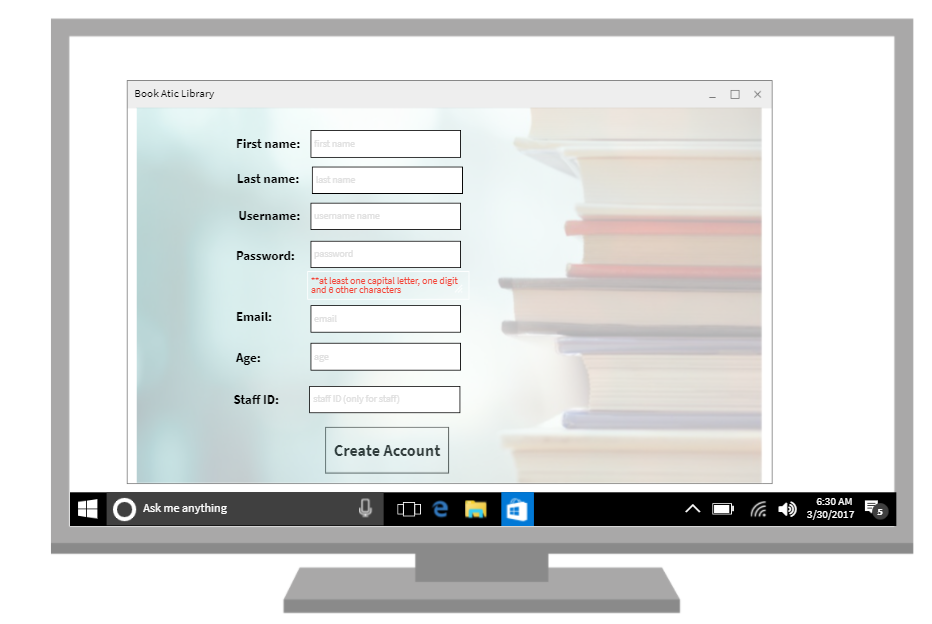 Book Atic Library
First name: first name
Last name: last name
Username: username name
Password: password
**at least one capital letter, one digit
and 6 other characters
Email: email
Age: age
Staff ID: staff ID (only for staff)
Create Account
Ask me anything
6:30 AM
3/30/2017
5